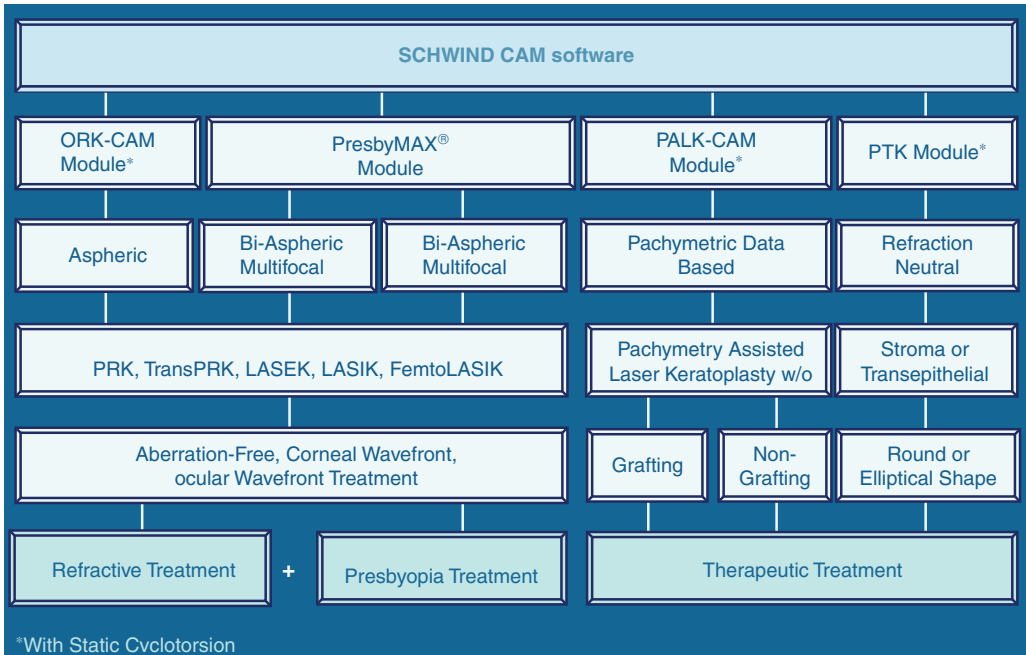 SCHWIND CAM software
ORK-CAM
Module*
PresbyMAX®
Module
PALK-CAM
Module*
PTK Module*
Aspheric
Bi-Aspheric
Multifocal
Bi-Aspheric
Multifocal
Pachymetric Data
Based
Refraction
Neutral
PRK, TransPRK, LASEK, LASIK, FemtoLASIK
Pachymetry Assisted
Laser Keratoplasty w/o
Stroma or
Transepithelial
Aberration-Free, Corneal Wavefront,
ocular Wavefront Treatment
Grafting
Non-
Grafting
Round or
Elliptical Shape
Refractive Treatment
+
Presbyopia Treatment
Therapeutic Treatment
*With Static Cyclotorsion